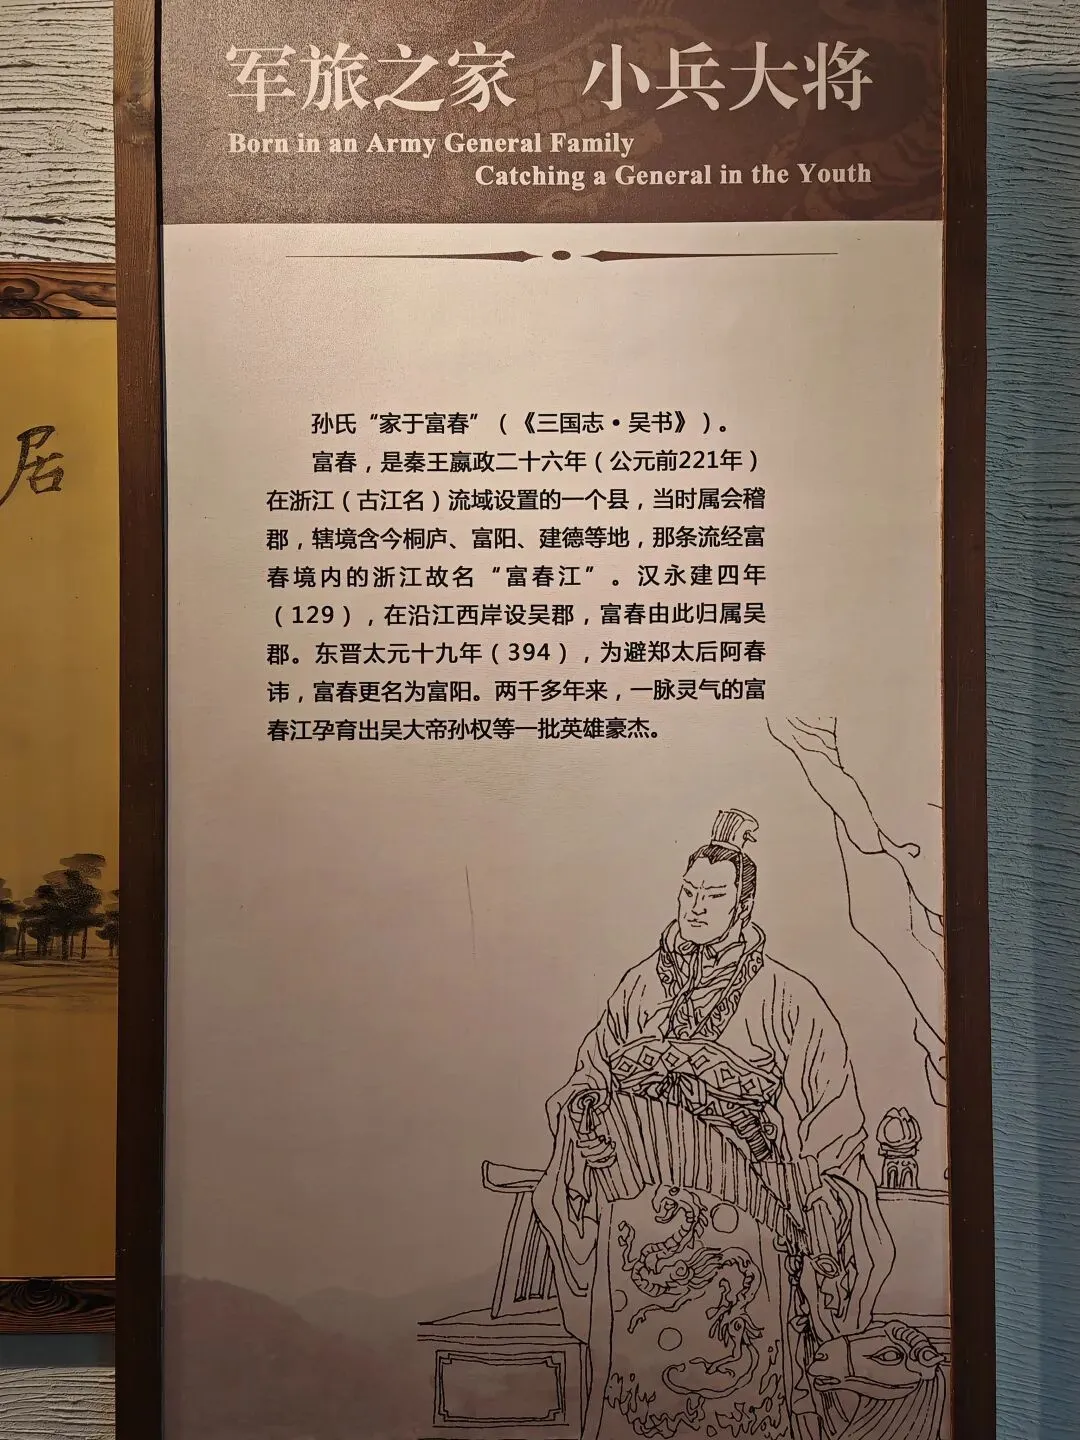 军旅之家 小兵大将
Born in an Army General Family
Catching a General in the Youth
孙氏“家于富春”（《三国志•吴书》）。
富春，是秦王嬴政二十六年（公元前221年）
在浙江（古江名）流域设置的一个县，当时属会稽
郡，辖境含今桐庐、富阳、建德等地，那条流经富
春境内的浙江故名“富春江”。汉永建四年
（129），在沿江西岸设吴郡，富春由此归属吴
郡。东晋太元十九年（394），为避郑太后阿春
讳，富春更名为富阳。两千多年来，一脉灵气的富
春江孕育出吴大帝孙权等一批英雄豪杰。
居